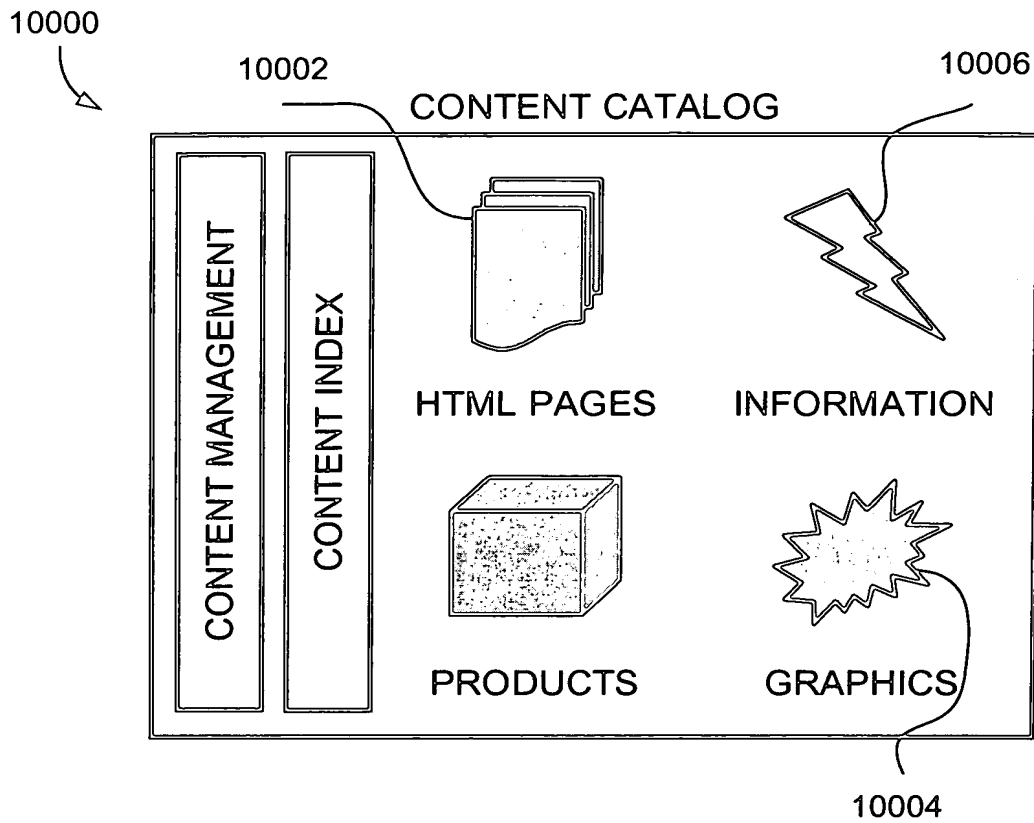 10000
10002
10006
CONTENT CATALOG
CONTENT MANAGEMENT
CONTENT INDEX
HTML PAGES
INFORMATION
PRODUCTS
GRAPHICS
10004